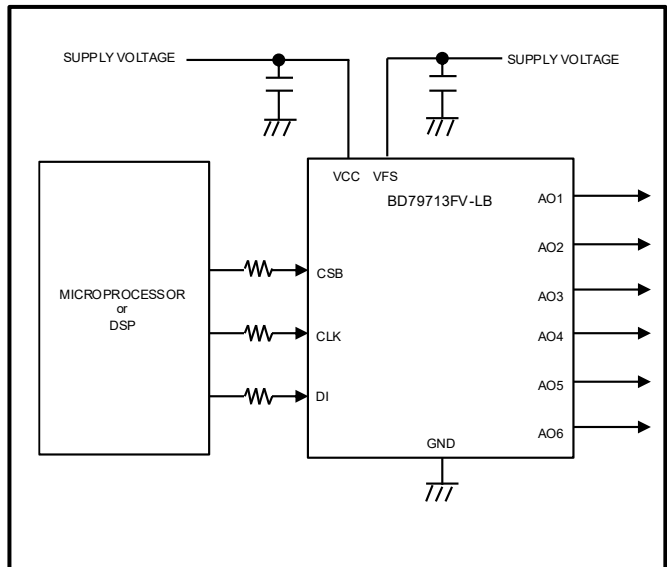 SUPPLY VOLTAGE
SUPPLY VOLTAGE
VCC VFS
BD79713FV-LB
AO1
AO2
CSB
MICROPROCESSOR
or
DSP
AO3
CLK
AO4
DI
AO5
AO6
GND